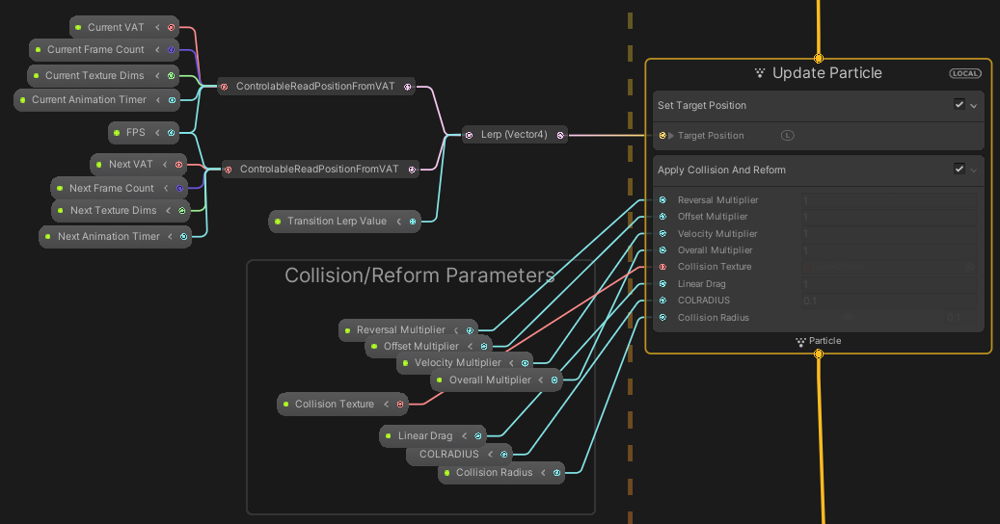 Current VAT
Current Frame Count
Current Texture Dims
Current Animation Timer
FPS
Next VAT
Next Frame Count
Next Texture Dims
Next Animation Timer
ControlableReadPositionFromVAT
ControlableReadPositionFromVAT
Transition Lerp Value
Lerp (Vector4)
Collision/Reform Parameters
Reversal Multiplier
Offset Multiplier
Velocity Multiplier
Overall Multiplier
Collision Texture
Linear Drag
COLRADIUS
Collision Radius
Update Particle
LOCAL
Set Target Position
Target Position L
Apply Collision And Reform
Reversal Multiplier 1
Offset Multiplier 1
Velocity Multiplier 1
Overall Multiplier 1
Collision Texture
Linear Drag 1
COLRADIUS 0,1
Collision Radius 0,1
Particle